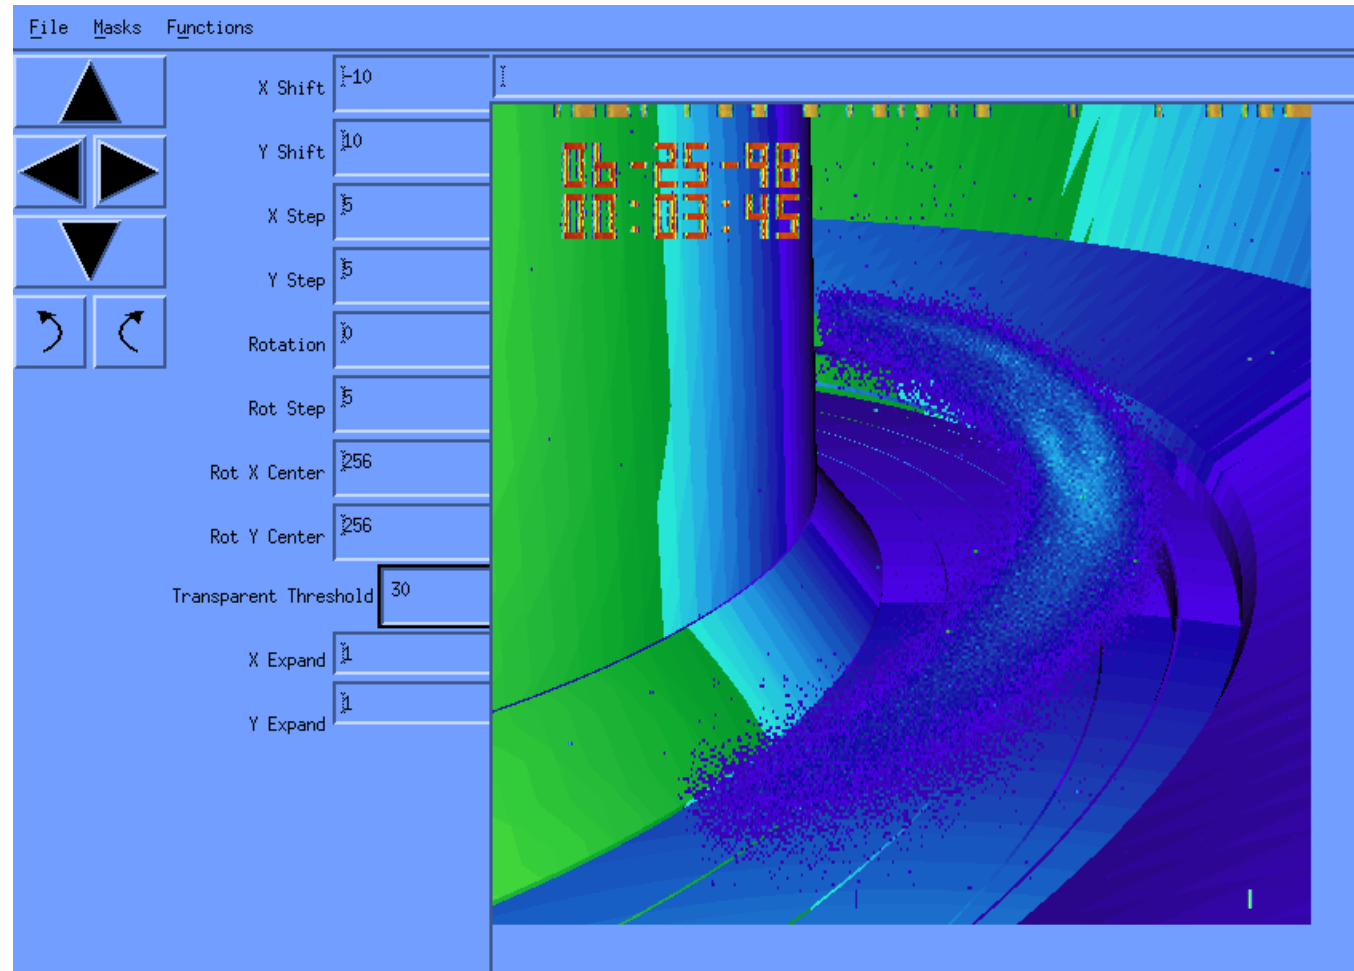 File Masks Functions
X Shift -10
Y Shift 10
X Step 5
Y Step 5
Rotation 0
Rot Step 5
Rot X Center 256
Rot Y Center 256
Transparent Threshold 30
X Expand 1
Y Expand 1
06-25-98
00:03:45